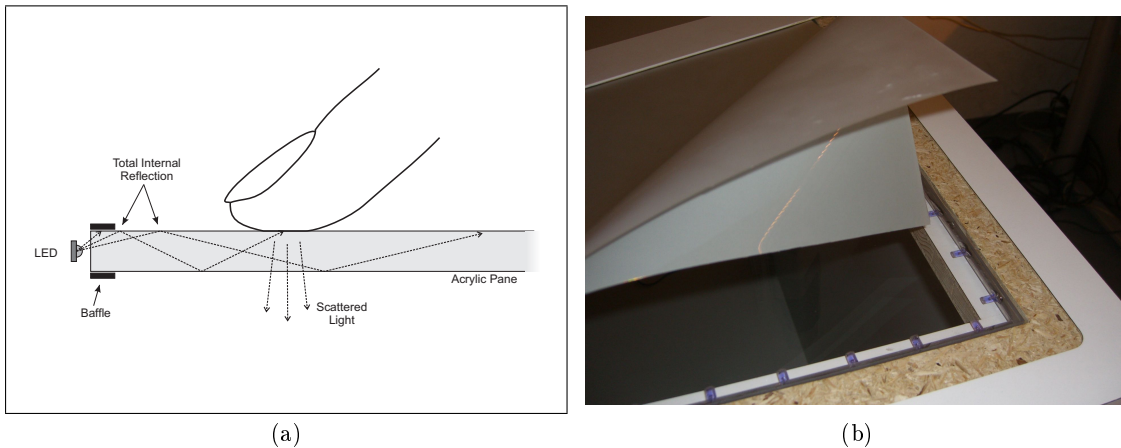 Total Internal
Reflection
LED
Baffle
Acrylic Pane
Scattered
Light
(a)
(b)